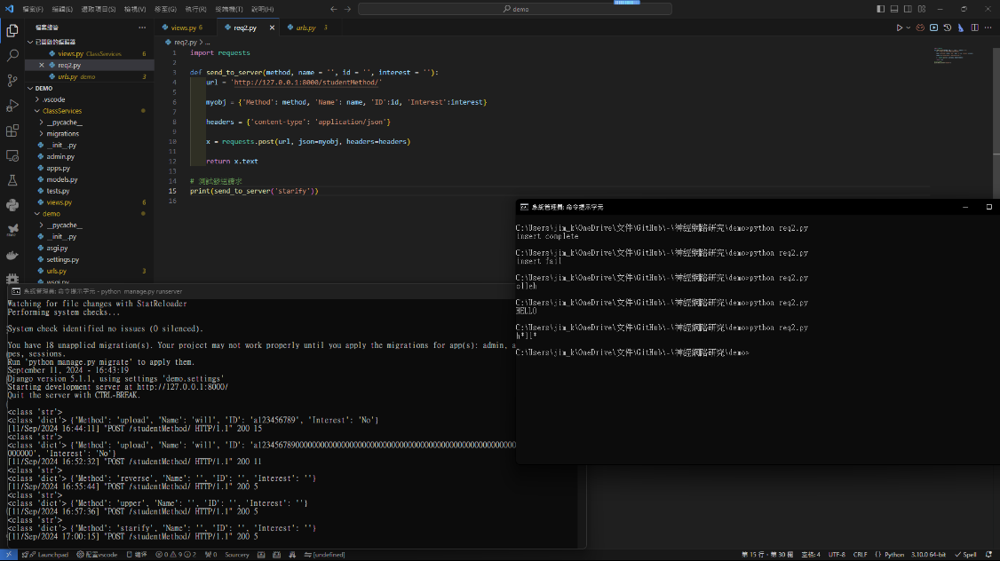 檔案(F) 編輯(E) 選取項目(S) 檢視(V) 移至(G) 執行(R) 終端機(T) 說明(H)
demo
檔案總管
已開啟的編輯器
views.py ClassServices 6
req2.py
urls.py demo 3
DEMO
.vscode
ClassServices
__pycache__
migrations
__init__.py
admin.py
apps.py
models.py
tests.py
views.py 6
demo
__pycache__
__init__.py
asgi.py
settings.py
urls.py 3
wsgi.py
views.py 6
req2.py
urls.py 3
req2.py > ...
1 import requests
2
3 def send_to_server(method, name = '', id = '', interest = ''):
4 url = 'http://127.0.0.1:8000/studentMethod/'
5
6 myobj = {'Method': method, 'Name': name, 'ID':id, 'Interest':interest}
7
8 headers = {'content-type': 'application/json'}
9
10 x = requests.post(url, json=myobj, headers=headers)
11
12 return x.text
13
14 # 測試發送請求
15 print(send_to_server('starify'))
16
系統管理員: 命令提示字元
C:\Users\jim_k\OneDrive\文件\GitHub\-\神經網路研究\demo>python req2.py
insert complete
C:\Users\jim_k\OneDrive\文件\GitHub\-\神經網路研究\demo>python req2.py
insert fail
C:\Users\jim_k\OneDrive\文件\GitHub\-\神經網路研究\demo>python req2.py
olleh
C:\Users\jim_k\OneDrive\文件\GitHub\-\神經網路研究\demo>python req2.py
HELLO
C:\Users\jim_k\OneDrive\文件\GitHub\-\神經網路研究\demo>python req2.py
h*ll*
C:\Users\jim_k\OneDrive\文件\GitHub\-\神經網路研究\demo>
系統管理員: 命令提示字元 - python manage.py runserver
Watching for file changes with StatReloader
Performing system checks...
System check identified no issues (0 silenced).
You have 18 unapplied migration(s). Your project may not work properly until you apply the migrations for app(s): admin, a
pes, sessions.
Run 'python manage.py migrate' to apply them.
September 11, 2024 - 16:43:19
Django version 5.1.1, using settings 'demo.settings'
Starting development server at http://127.0.0.1:8000/
Quit the server with CTRL-BREAK.
<class 'str'>
<class 'dict'> {'Method': 'upload', 'Name': 'will', 'ID': 'a123456789', 'Interest': 'No'}
[11/Sep/2024 16:44:11] "POST /studentMethod/ HTTP/1.1" 200 15
<class 'str'>
000000', 'Interest': 'No'}
[11/Sep/2024 16:52:32] "POST /studentMethod/ HTTP/1.1" 200 11
<class 'str'>
<class 'dict'> {'Method': 'reverse', 'Name': '', 'ID': '', 'Interest': ''}
[11/Sep/2024 16:55:44] "POST /studentMethod/ HTTP/1.1" 200 5
<class 'str'>
<class 'dict'> {'Method': 'upper', 'Name': '', 'ID': '', 'Interest': ''}
[11/Sep/2024 16:57:36] "POST /studentMethod/ HTTP/1.1" 200 5
<class 'str'>
<class 'dict'> {'Method': 'starify', 'Name': '', 'ID': '', 'Interest': ''}
[11/Sep/2024 17:00:15] "POST /studentMethod/ HTTP/1.1" 200 5
Launchpad 配置vscode 編譯 0 9 2 0 Sourcery [undefined]
第 15 行，第 30 欄 空格: 4 UTF-8 CRLF Python 3.10.0 64-bit Spell